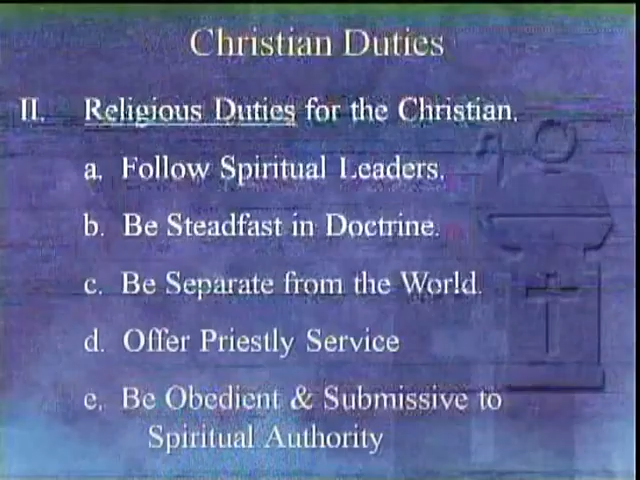 Christian Duties
II. Religious Duties for the Christian.
a. Follow Spiritual Leaders.
b. Be Steadfast in Doctrine.
c. Be Separate from the World.
d. Offer Priestly Service
e. Be Obedient & Submissive to
Spiritual Authority